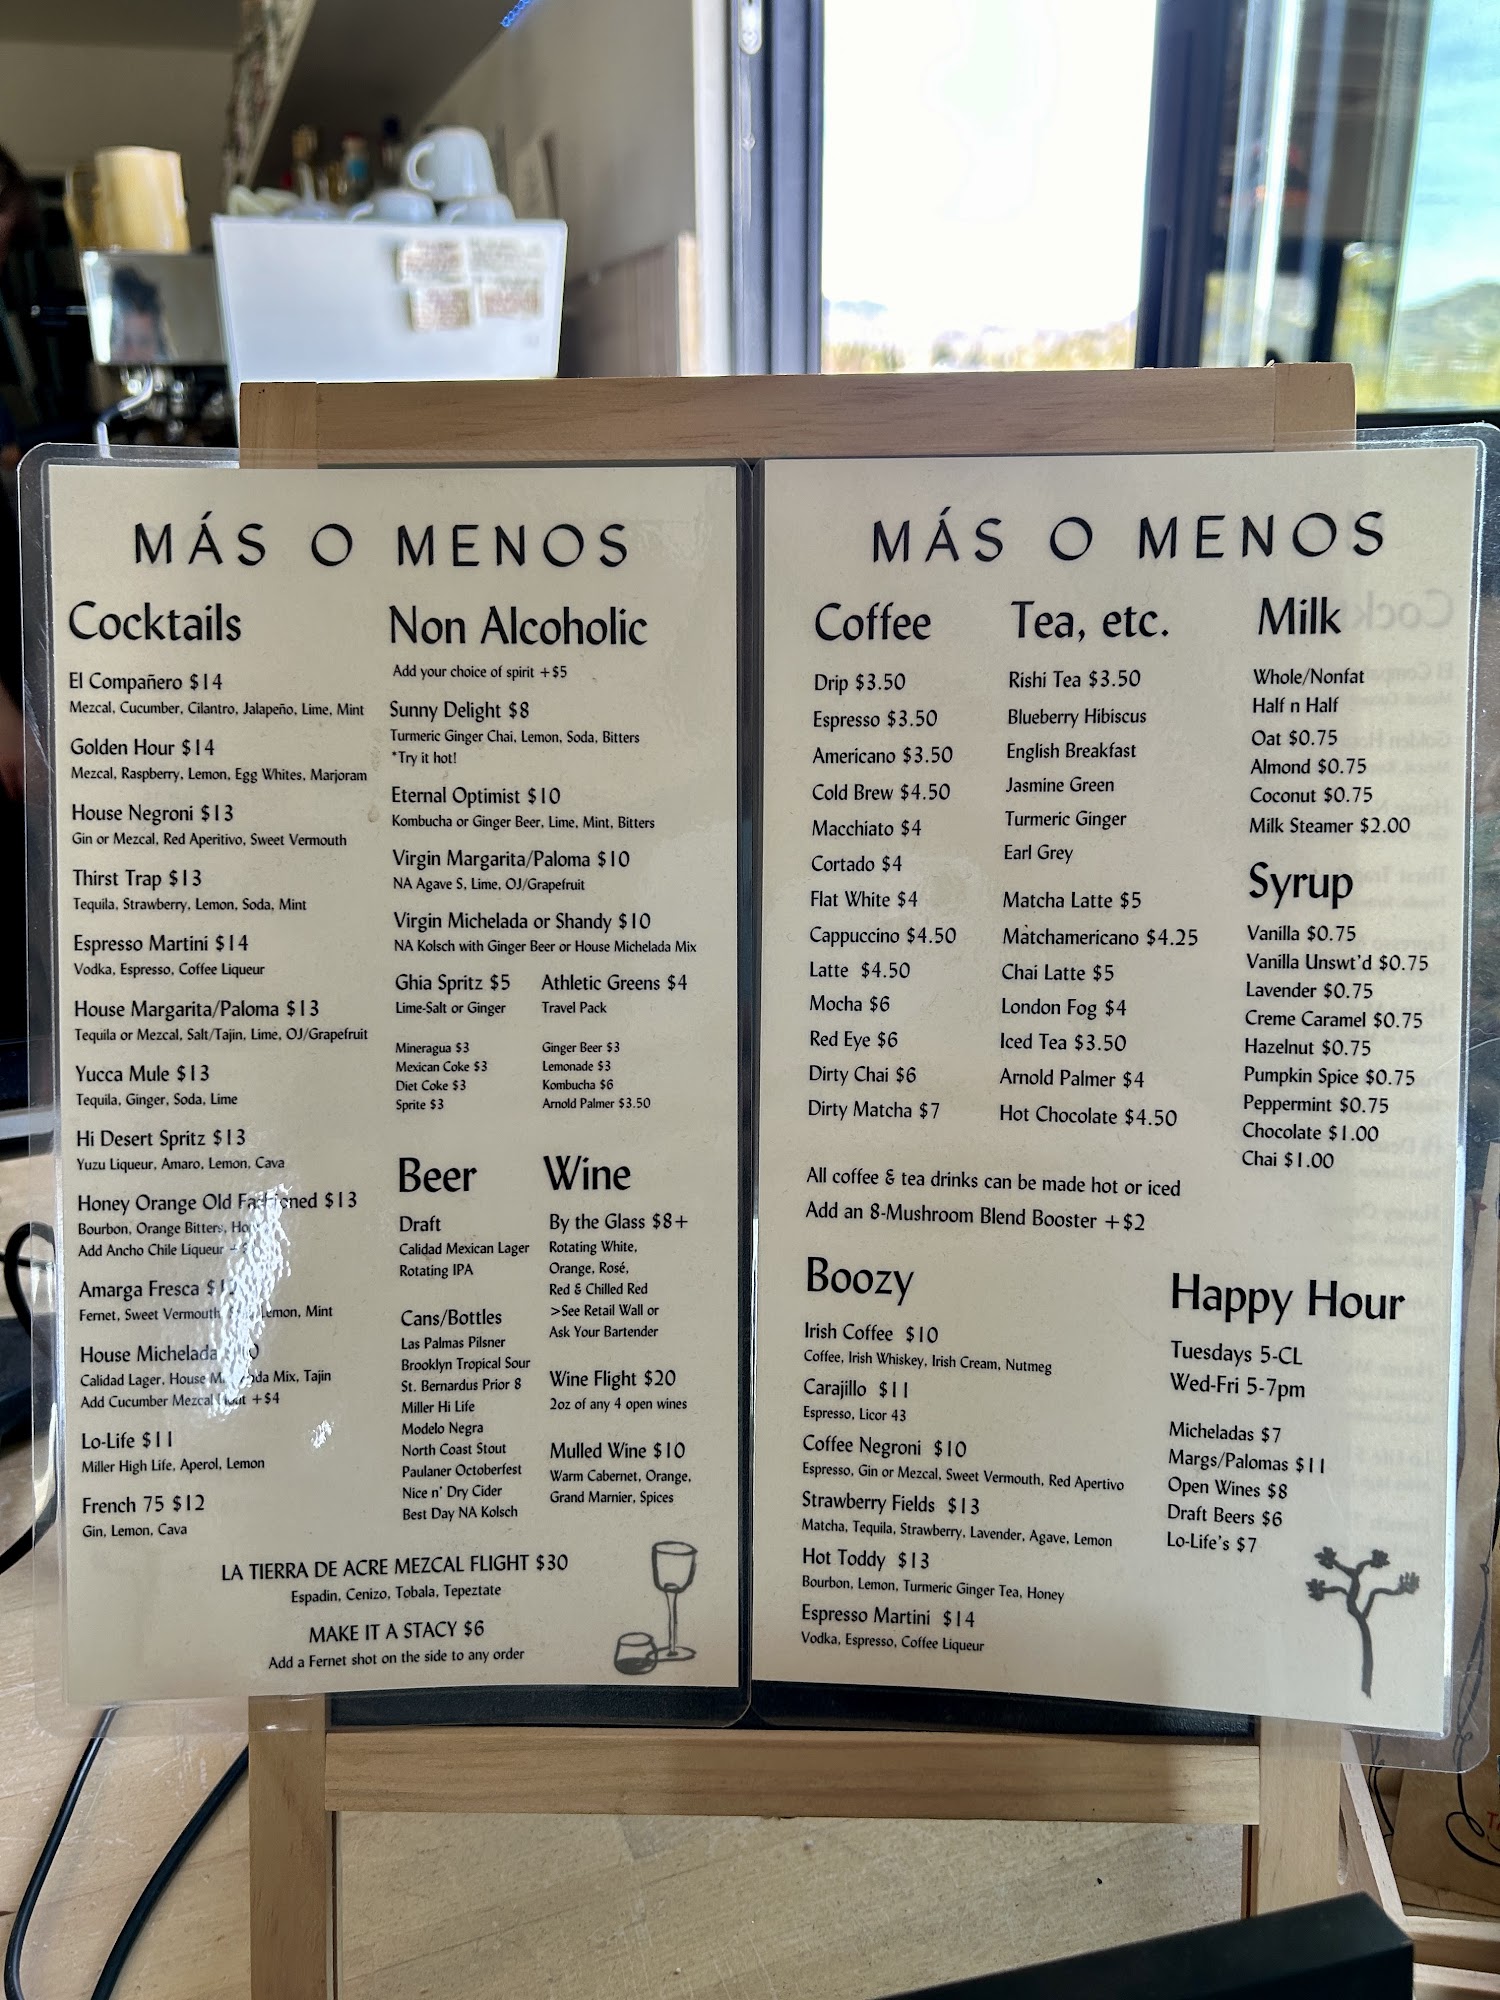 MÁS O MENOS
Cocktails
El Compañero $14
Mezcal, Cucumber, Cilantro, Jalapeño, Lime, Mint
Golden Hour $14
Mezcal, Raspberry, Lemon, Egg Whites, Marjoram
House Negroni $13
Gin or Mezcal, Red Aperitivo, Sweet Vermouth
Thirst Trap $13
Tequila, Strawberry, Lemon, Soda, Mint
Espresso Martini $14
Vodka, Espresso, Coffee Liqueur
House Margarita/Paloma $13
Tequila or Mezcal, Salt/Tajin, Lime, OJ/Grapefruit
Yucca Mule $13
Tequila, Ginger, Soda, Lime
Hi Desert Spritz $13
Yuzu Liqueur, Amaro, Lemon, Cava
Honey Orange Old Fashioned $13
Bourbon, Orange Bitters,
Add Ancho Chile Liqueur
Amarga Fresca
Fernet, Sweet Vermouth, Lemon, Mint
House Michelada
Calidad Lager, House Michelada Mix, Tajin
Add Cucumber Mezcal +$4
Lo-Life $11
Miller High Life, Aperol, Lemon
French 75 $12
Gin, Lemon, Cava
Non Alcoholic
Add your choice of spirit +$5
Sunny Delight $8
Turmeric Ginger Chai, Lemon, Soda, Bitters
*Try it hot!
Eternal Optimist $10
Kombucha or Ginger Beer, Lime, Mint, Bitters
Virgin Margarita/Paloma $10
NA Agave S, Lime, OJ/Grapefruit
Virgin Michelada or Shandy $10
NA Kolsch with Ginger Beer or House Michelada Mix
Ghia Spritz $5
Lime-Salt or Ginger
Athletic Greens $4
Travel Pack
Mineragua $3
Mexican Coke $3
Diet Coke $3
Sprite $3
Ginger Beer $3
Lemonade $3
Kombucha $6
Arnold Palmer $3.50
Beer
Draft
Calidad Mexican Lager
Rotating IPA
Cans/Bottles
Las Palmas Pilsner
Brooklyn Tropical Sour
St. Bernardus Prior 8
Miller Hi Life
Modelo Negra
North Coast Stout
Paulaner Octoberfest
Nice n' Dry Cider
Best Day NA Kolsch
Wine
By the Glass $8+
Rotating White,
Orange, Rosé,
Red & Chilled Red
>See Retail Wall or
Ask Your Bartender
Wine Flight $20
2oz of any 4 open wines
Mulled Wine $10
Warm Cabernet, Orange,
Grand Marnier, Spices
LA TIERRA DE ACRE MEZCAL FLIGHT $30
Espadin, Cenizo, Tobala, Tepeztate
MAKE IT A STACY $6
Add a Fernet shot on the side to any order
MÁS O MENOS
Coffee
Drip $3.50
Espresso $3.50
Americano $3.50
Cold Brew $4.50
Macchiato $4
Cortado $4
Flat White $4
Cappuccino $4.50
Latte $4.50
Mocha $6
Red Eye $6
Dirty Chai $6
Dirty Matcha $7
Tea, etc.
Rishi Tea $3.50
Blueberry Hibiscus
English Breakfast
Jasmine Green
Turmeric Ginger
Earl Grey
Matcha Latte $5
Matchamericano $4.25
Chai Latte $5
London Fog $4
Iced Tea $3.50
Arnold Palmer $4
Hot Chocolate $4.50
Milk
Whole/Nonfat
Half n Half
Oat $0.75
Almond $0.75
Coconut $0.75
Milk Steamer $2.00
Syrup
Vanilla $0.75
Vanilla Unswt'd $0.75
Lavender $0.75
Creme Caramel $0.75
Hazelnut $0.75
Pumpkin Spice $0.75
Peppermint $0.75
Chocolate $1.00
Chai $1.00
All coffee & tea drinks can be made hot or iced
Add an 8-Mushroom Blend Booster +$2
Boozy
Irish Coffee $10
Coffee, Irish Whiskey, Irish Cream, Nutmeg
Carajillo $11
Espresso, Licor 43
Coffee Negroni $10
Espresso, Gin or Mezcal, Sweet Vermouth, Red Apertivo
Strawberry Fields $13
Matcha, Tequila, Strawberry, Lavender, Agave, Lemon
Hot Toddy $13
Bourbon, Lemon, Turmeric Ginger Tea, Honey
Espresso Martini $14
Vodka, Espresso, Coffee Liqueur
Happy Hour
Tuesdays 5-CL
Wed-Fri 5-7pm
Micheladas $7
Margs/Palomas $11
Open Wines $8
Draft Beers $6
Lo-Life's $7